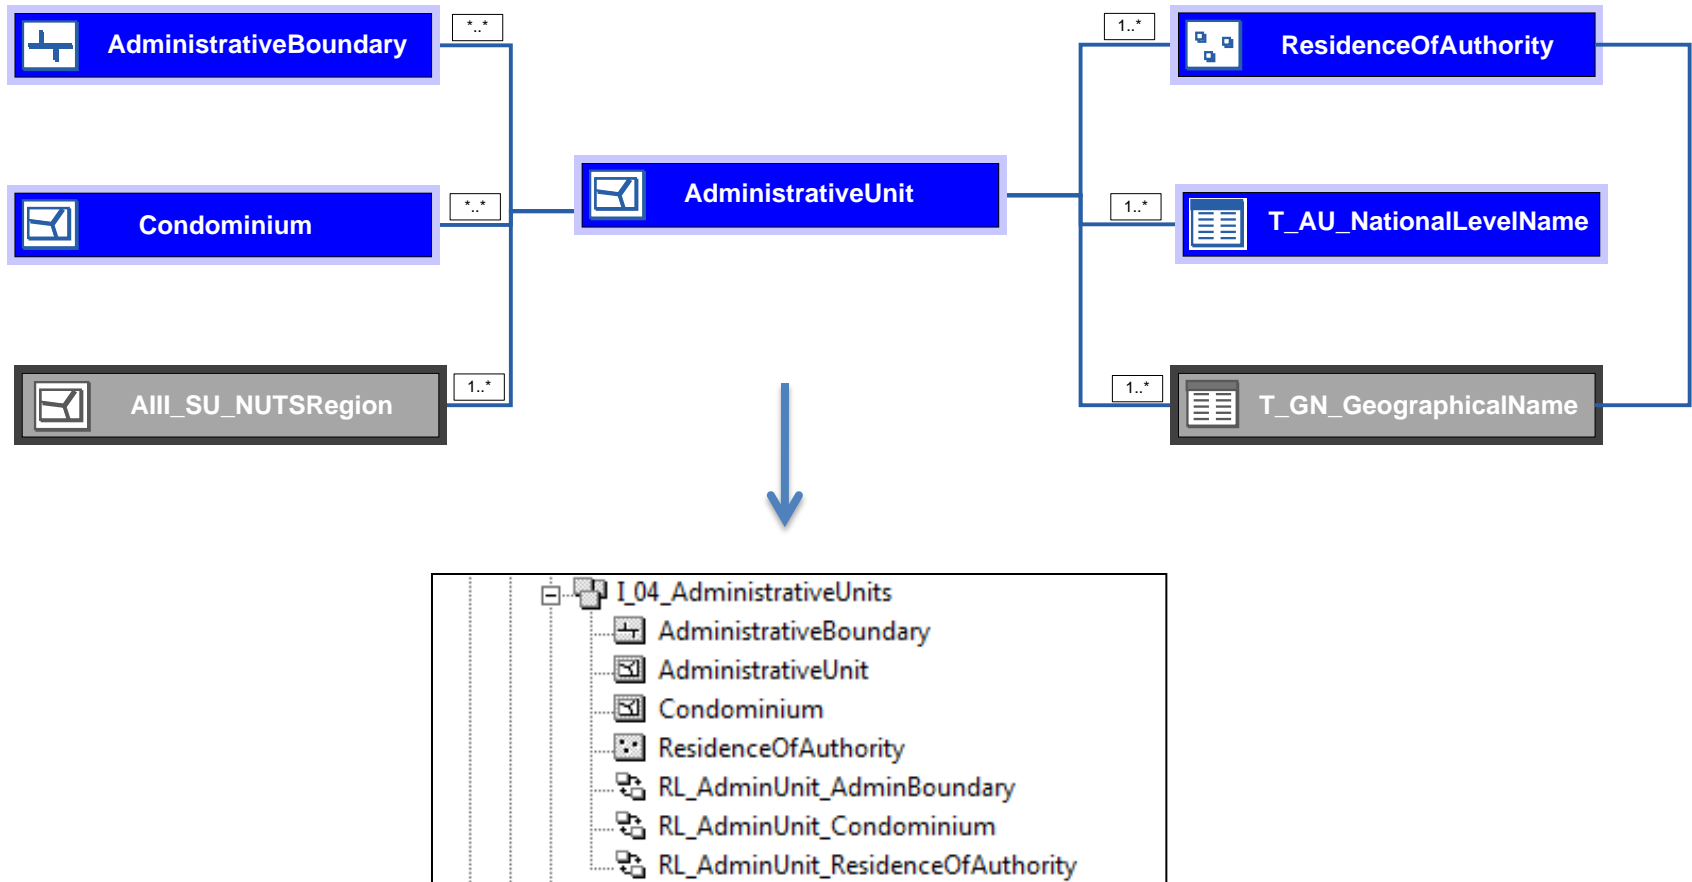 AdministrativeBoundary
*..*
1..*
ResidenceOfAuthority
Condominium
*..*
AdministrativeUnit
1..*
T_AU_NationalLevelName
AIII_SU_NUTSRegion
1..*
1..*
T_GN_GeographicalName
I_04_AdministrativeUnits
AdministrativeBoundary
AdministrativeUnit
Condominium
ResidenceOfAuthority
RL_AdminUnit_AdminBoundary
RL_AdminUnit_Condominium
RL_AdminUnit_ResidenceOfAuthority